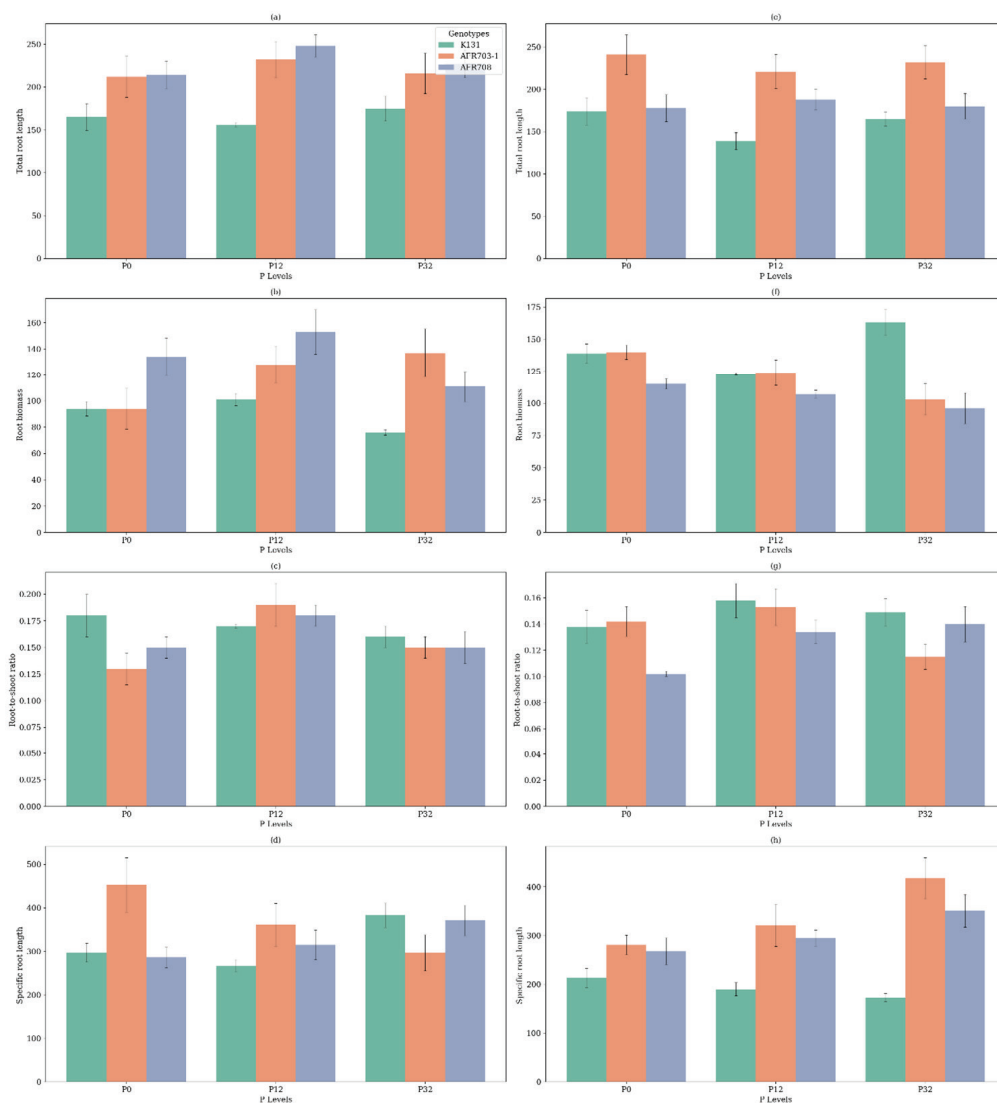 (a)
Total root length
250
200
150
100
50
0
Genotypes
K131
AFR703-1
AFR708
P0 P12 P32
P Levels
(e)
Total root length
250
200
150
100
50
0
P0 P12 P32
P Levels
(b)
Root biomass
160
140
120
100
80
60
40
20
0
P0 P12 P32
P Levels
(f)
Root biomass
175
150
125
100
75
50
25
0
P0 P12 P32
P Levels
(c)
Root-to-shoot ratio
0.200
0.175
0.150
0.125
0.100
0.075
0.050
0.025
0.000
P0 P12 P32
P Levels
(g)
Root-to-shoot ratio
0.16
0.14
0.12
0.10
0.08
0.06
0.04
0.02
0.00
P0 P12 P32
P Levels
(d)
Specific root length
500
400
300
200
100
0
P0 P12 P32
P Levels
(h)
Specific root length
400
300
200
100
0
P0 P12 P32
P Levels